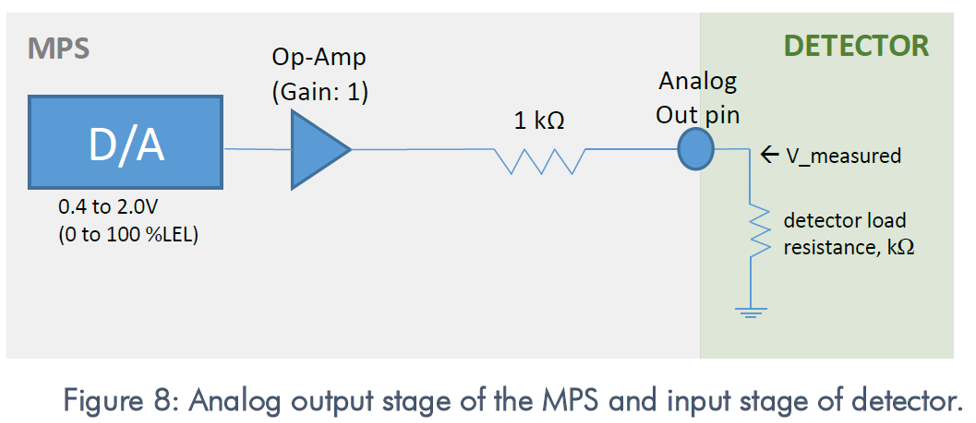 MPS
DETECTOR
Op-Amp
(Gain: 1)
Analog
Out pin
1 kΩ
D/A
← V_measured
0.4 to 2.0V
(0 to 100 %LEL)
detector load
resistance, kΩ
Figure 8: Analog output stage of the MPS and input stage of detector.